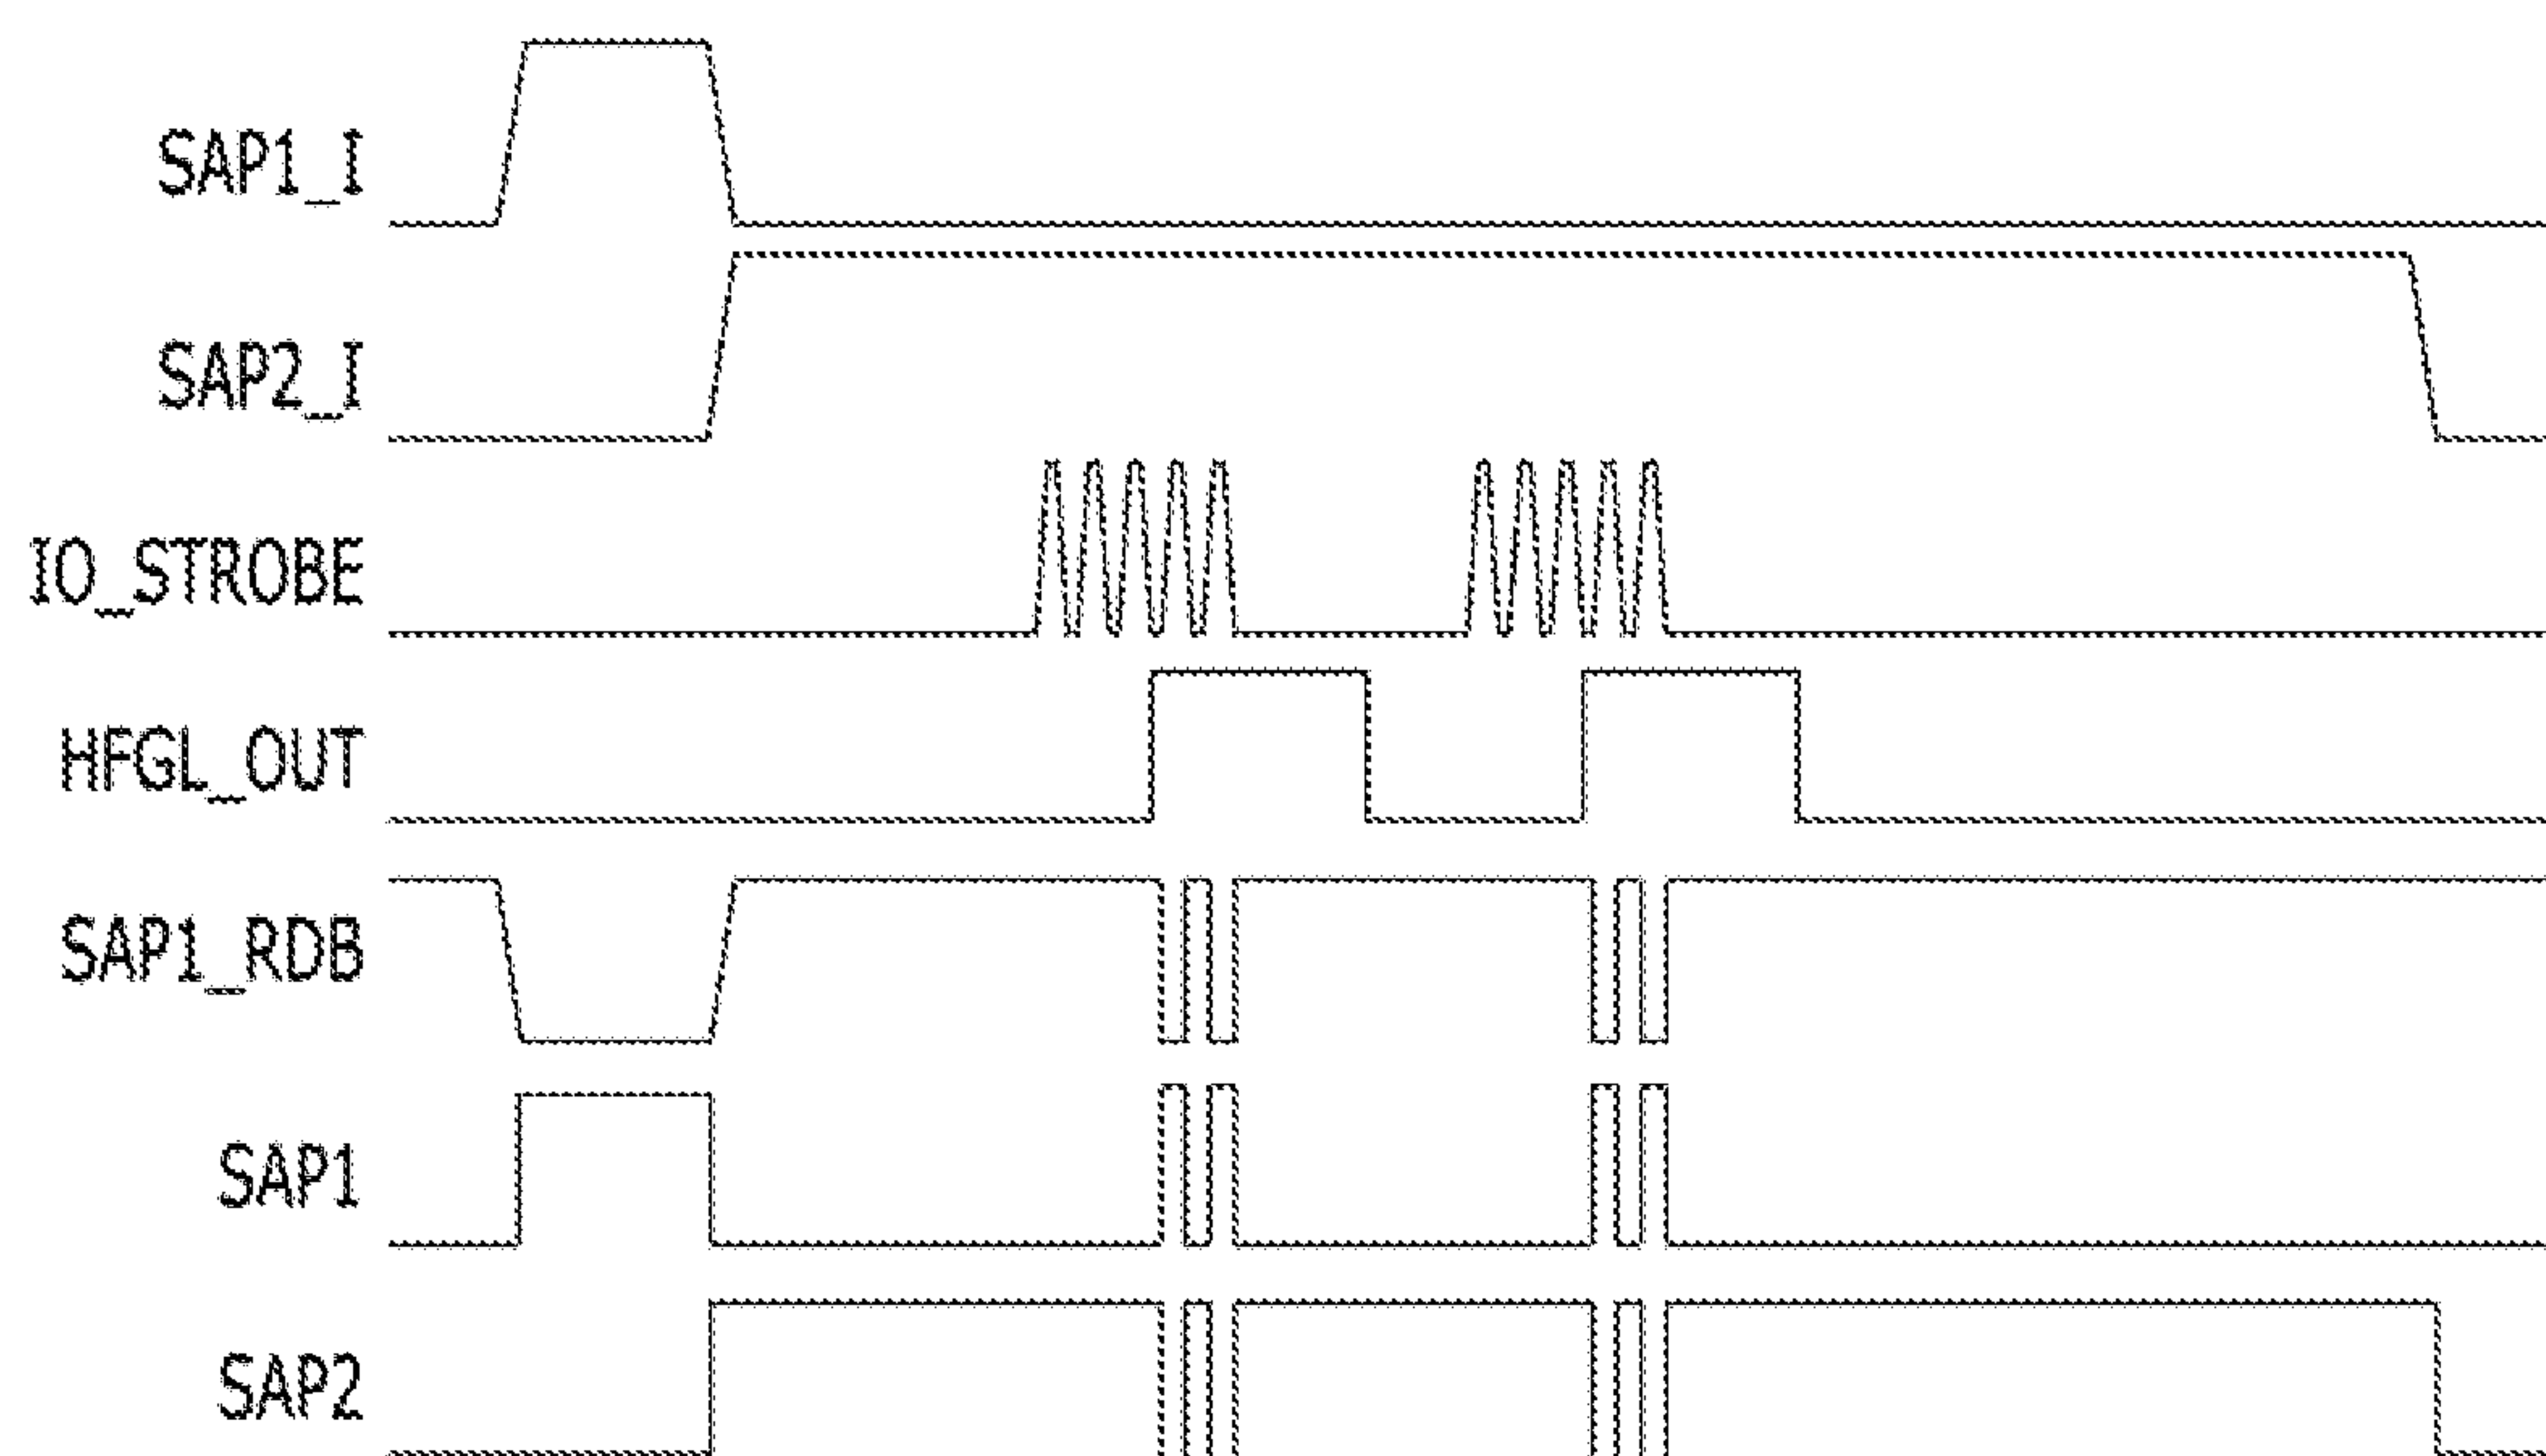 SAP1_I
SAP2_I
IO_STROBE
HFGL_OUT
SAP1_RDB
SAP1
SAP2